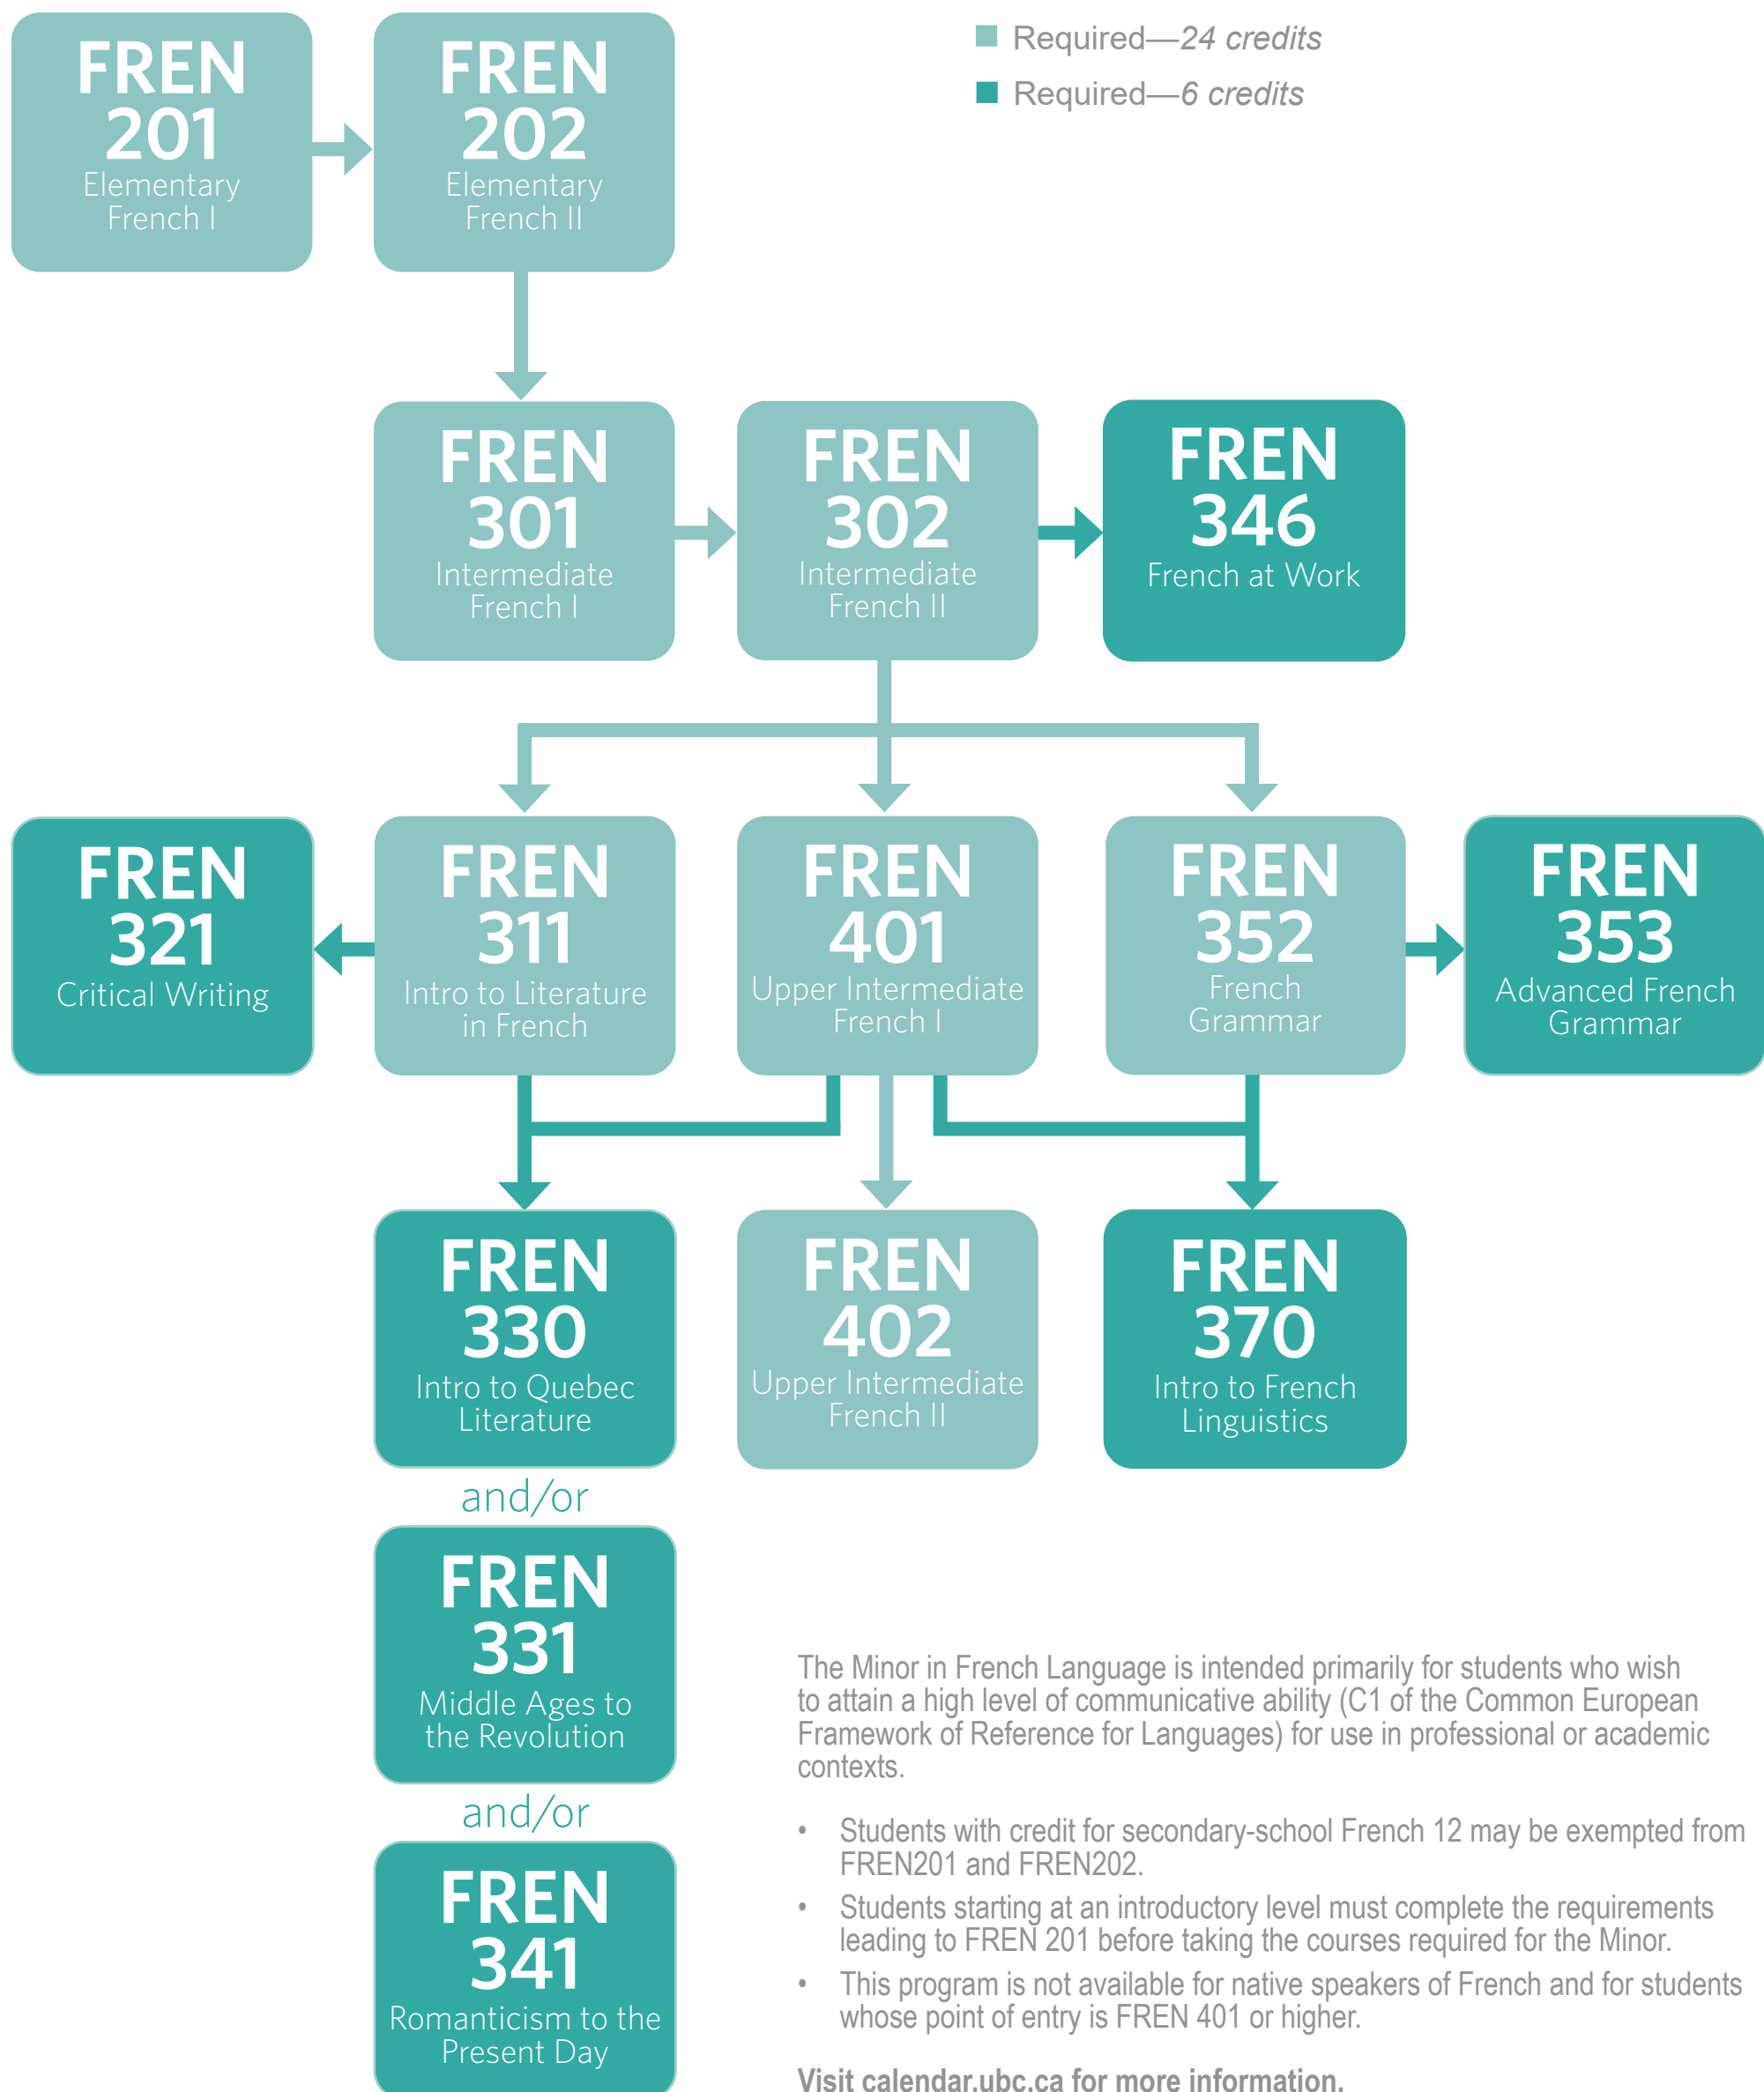 FREN
201
Elementary
French I
FREN
202
Elementary
French II
Required—24 credits
Required—6 credits
FREN
301
Intermediate
French I
FREN
302
Intermediate
French II
FREN
346
French at Work
FREN
321
Critical Writing
FREN
311
Intro to Literature
in French
FREN
401
Upper Intermediate
French I
FREN
352
French
Grammar
FREN
353
Advanced French
Grammar
FREN
330
Intro to Quebec
Literature
FREN
402
Upper Intermediate
French II
FREN
370
Intro to French
Linguistics
and/or
FREN
331
Middle Ages to
the Revolution
and/or
FREN
341
Romanticism to the
Present Day
The Minor in French Language is intended primarily for students who wish
to attain a high level of communicative ability (C1 of the Common European
Framework of Reference for Languages) for use in professional or academic
contexts.
• Students with credit for secondary-school French 12 may be exempted from
FREN201 and FREN202.
• Students starting at an introductory level must complete the requirements
leading to FREN 201 before taking the courses required for the Minor.
• This program is not available for native speakers of French and for students
whose point of entry is FREN 401 or higher.
Visit calendar.ubc.ca for more information.